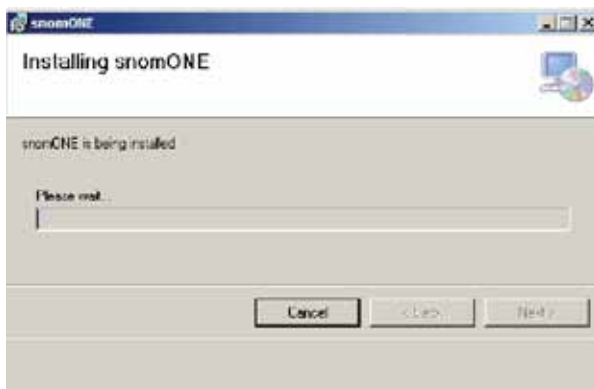 snomONE
Installing snomONE
snomONE is being installed
Please wait...
Cancel
< Back
Next >